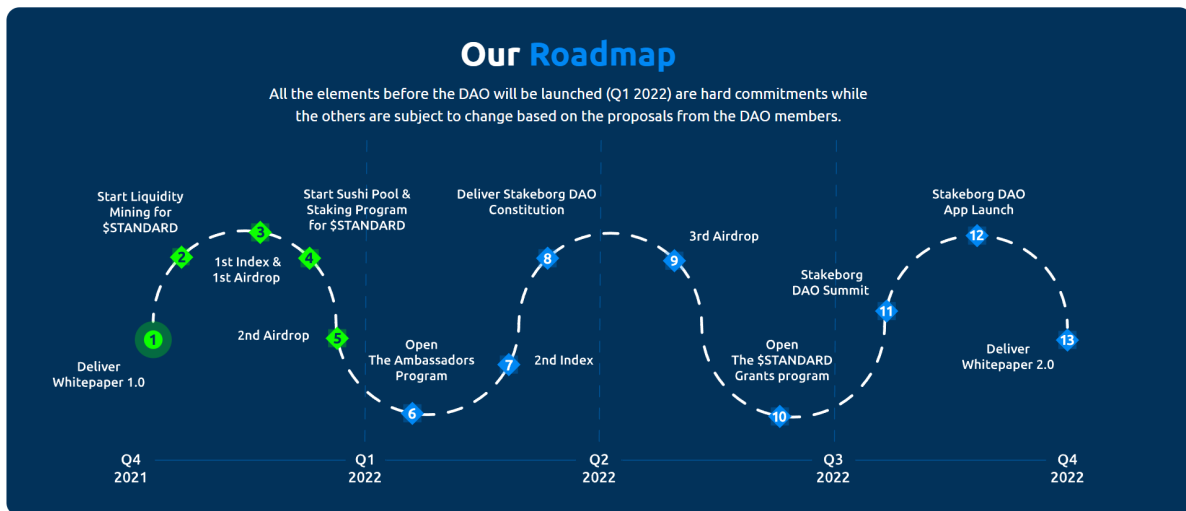 Our Roadmap
All the elements before the DAO will be launched (Q1 2022) are hard commitments while
the others are subject to change based on the proposals from the DAO members.
1
Deliver
Whitepaper 1.0
2
Start Liquidity
Mining for
$STANDARD
3
1st Index &
1st Airdrop
4
Start Sushi Pool &
Staking Program
for $STANDARD
5
2nd Airdrop
6
Open
The Ambassadors
Program
7
2nd Index
8
Deliver Stakeborg DAO
Constitution
9
3rd Airdrop
10
Open
The $STANDARD
Grants program
11
Stakeborg
DAO Summit
12
Stakeborg DAO
App Launch
13
Deliver
Whitepaper 2.0
Q4
2021
Q1
2022
Q2
2022
Q3
2022
Q4
2022